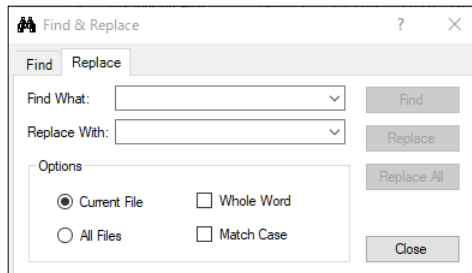 Find & Replace ?
Find Replace
Find What: Find
Replace With: Replace
Options Replace All
Current File Whole Word
All Files Match Case
Close